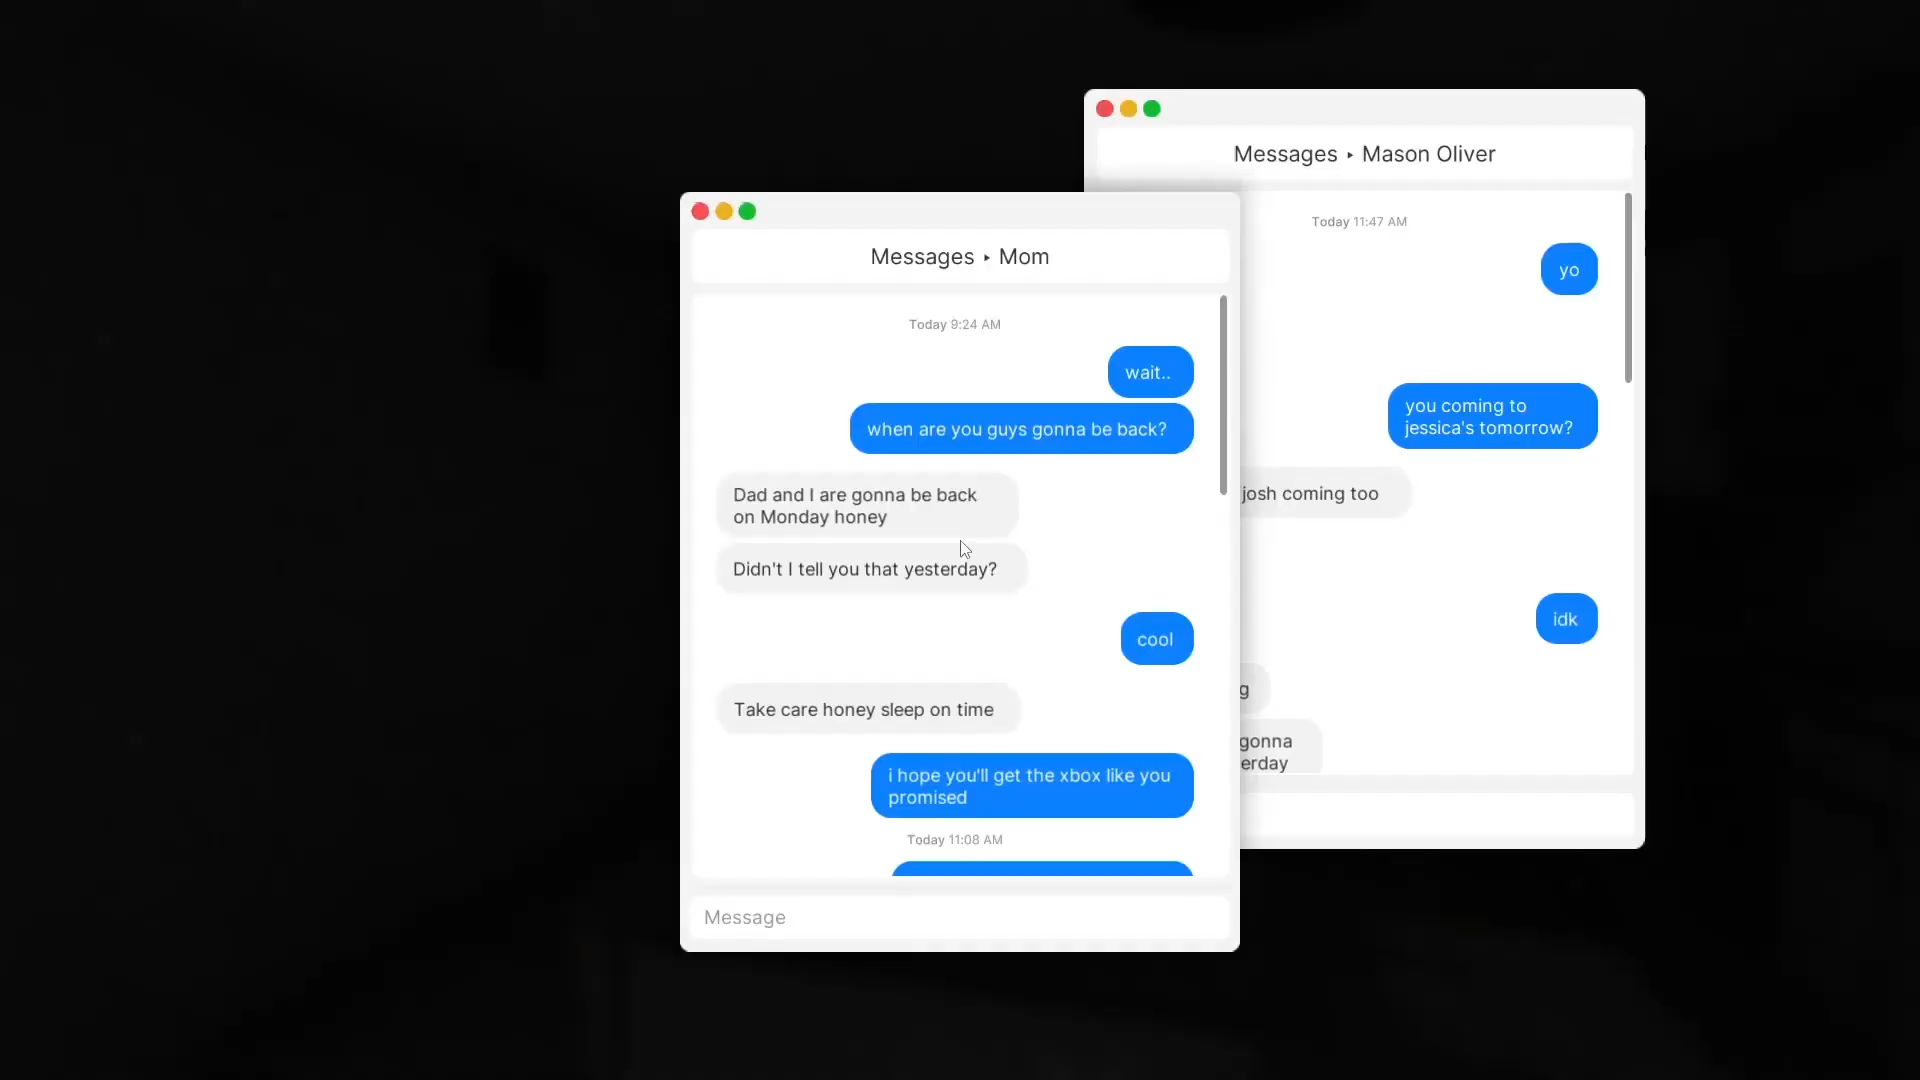 Messages ▸ Mom
Today 9:24 AM
wait..
when are you guys gonna be back?
Dad and I are gonna be back
on Monday honey
Didn't I tell you that yesterday?
cool
Take care honey sleep on time
i hope you'll get the xbox like you
promised
Today 11:08 AM
Message
Messages ▸ Mason Oliver
Today 11:47 AM
yo
you coming to
jessica's tomorrow?
josh coming too
idk
g
gonna
erday